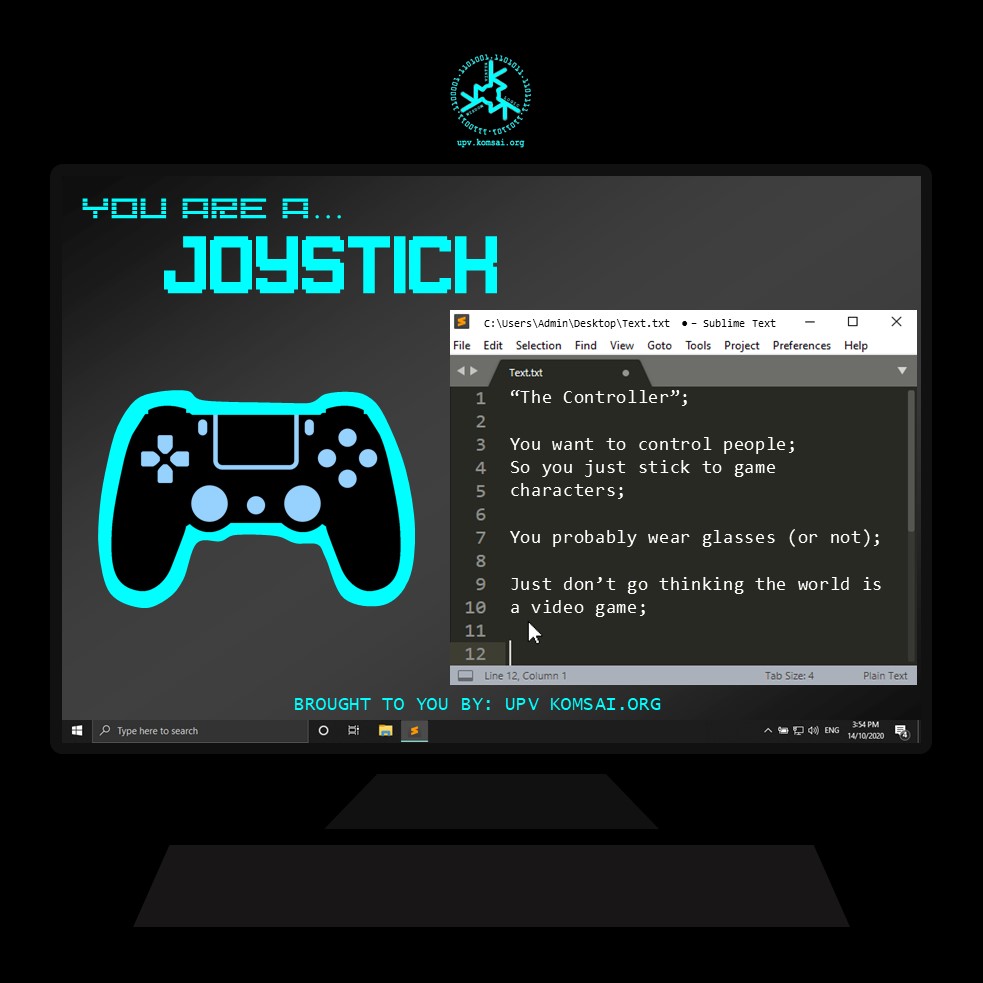 upv.komsai.org
YOU ARE A...
JOYSTICK
C:\Users\Admin\Desktop\Text.txt ● - Sublime Text
File Edit Selection Find View Goto Tools Project Preferences Help
Text.txt
1 “The Controller”;
2
3 You want to control people;
4 So you just stick to game
5 characters;
6
7 You probably wear glasses (or not);
8
9 Just don’t go thinking the world is
10 a video game;
11
12
Line 12, Column 1 Tab Size: 4 Plain Text
BROUGHT TO YOU BY: UPV KOMSAI.ORG
Type here to search
ENG
3:54 PM
14/10/2020
4